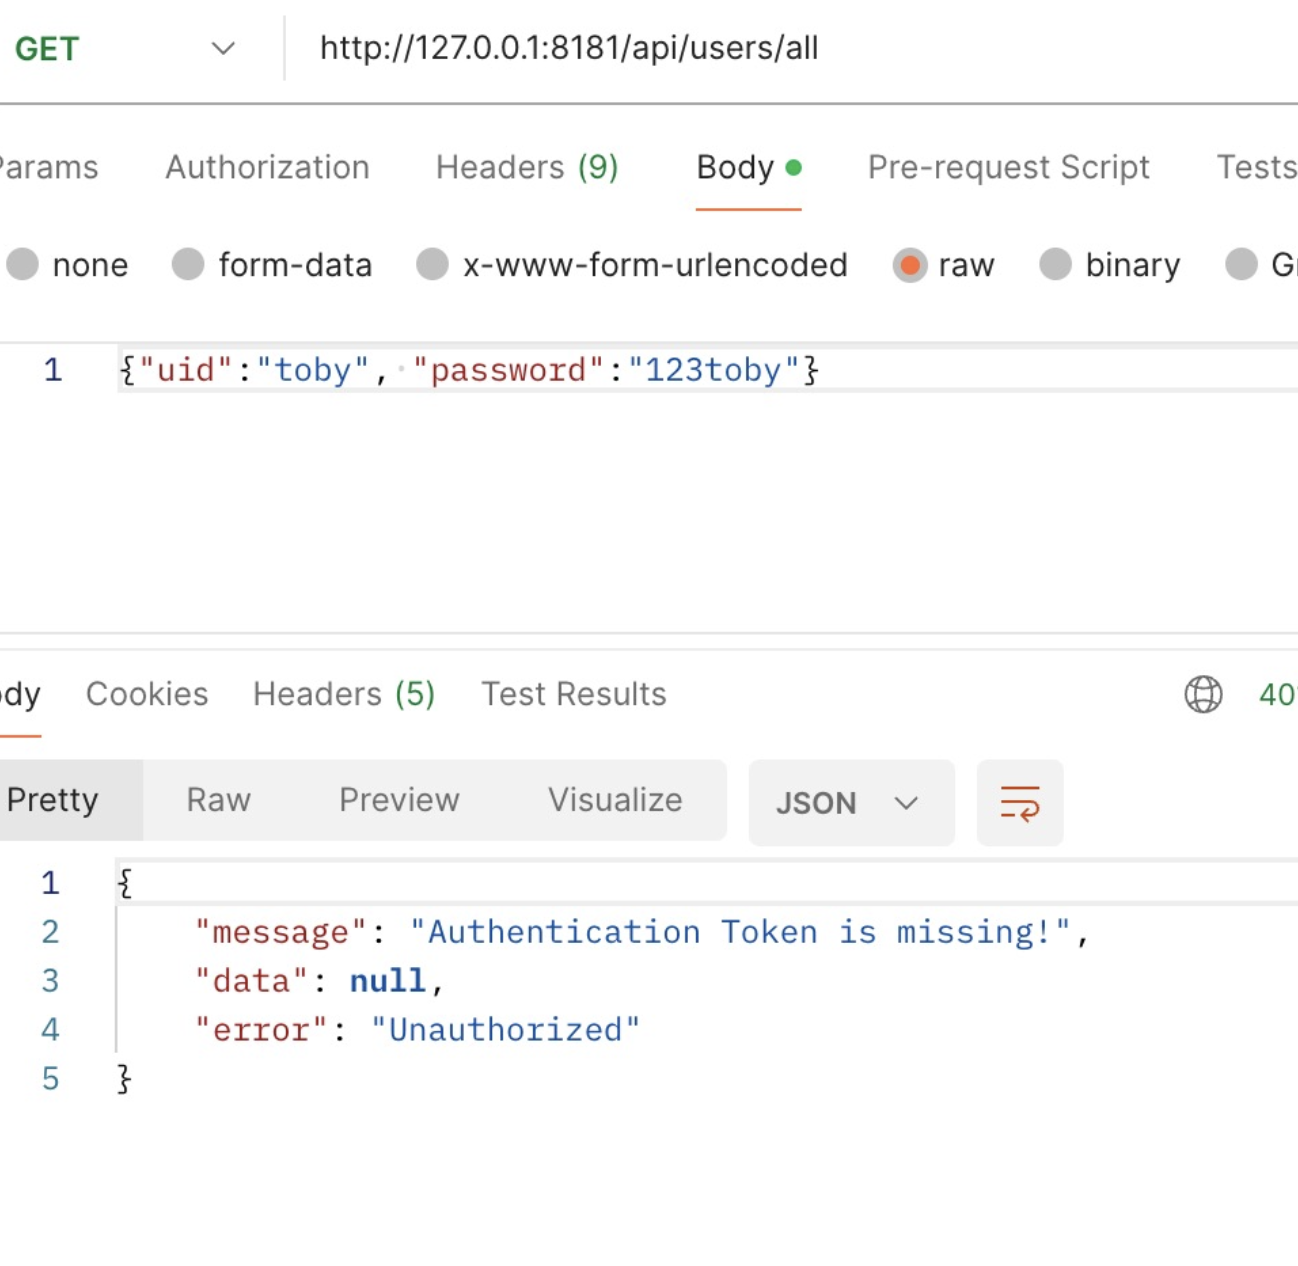 GET http://127.0.0.1:8181/api/users/all
Params Authorization Headers (9) Body Pre-request Script Tests
none form-data x-www-form-urlencoded raw binary
1 {"uid":"toby", "password":"123toby"}
Cookies Headers (5) Test Results
Pretty Raw Preview Visualize JSON
1 {
2 "message": "Authentication Token is missing!",
3 "data": null,
4 "error": "Unauthorized"
5 }